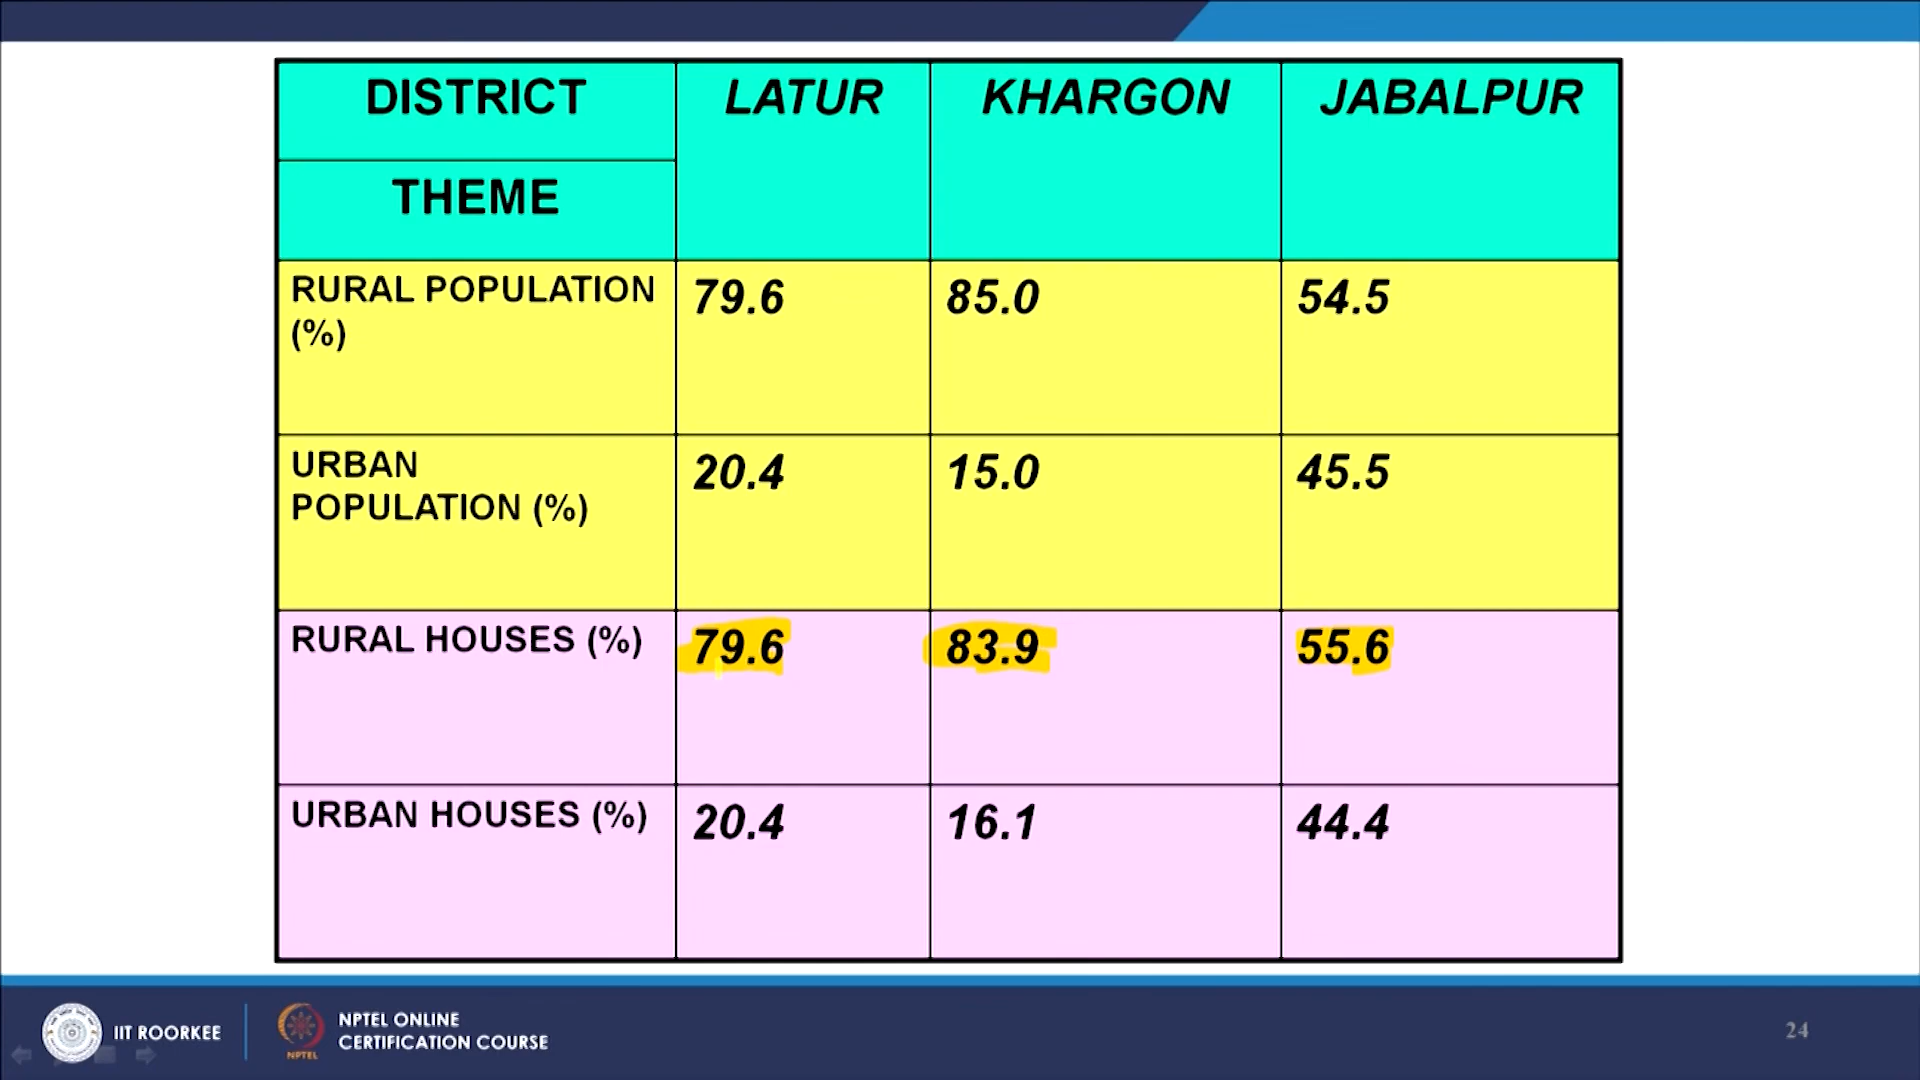 DISTRICT LATUR KHARGON JABALPUR
THEME
RURAL POPULATION
(%)
79.6 85.0 54.5
URBAN
POPULATION (%)
20.4 15.0 45.5
RURAL HOUSES (%) 79.6 83.9 55.6
URBAN HOUSES (%) 20.4 16.1 44.4
IIT ROORKEE
NPTEL
NPTEL ONLINE
CERTIFICATION COURSE
24